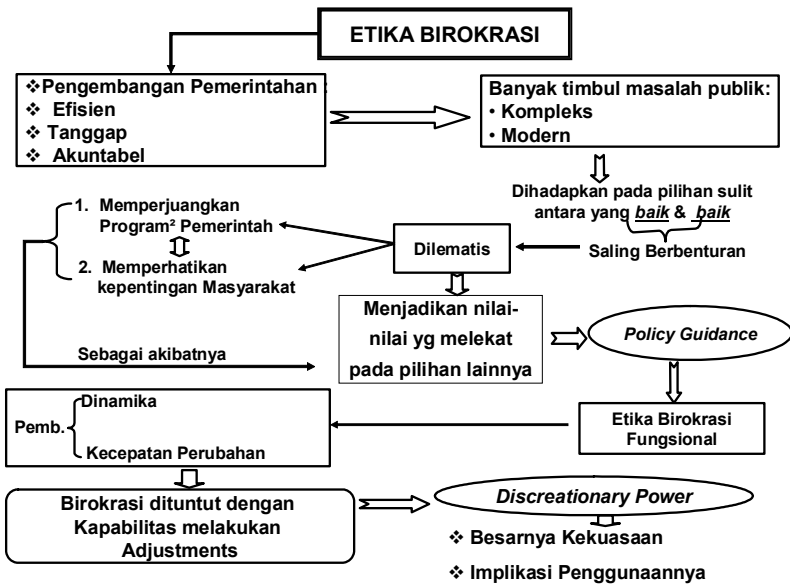 ETIKA BIROKRASI
❖Pengembangan Pemerintahan :
❖ Efisien
❖ Tanggap
❖ Akuntabel
Banyak timbul masalah publik:
• Kompleks
• Modern
Dihadapkan pada pilihan sulit
antara yang baik & baik
Saling Berbenturan
Dilematis
1. Memperjuangkan
Program² Pemerintah
2. Memperhatikan
kepentingan Masyarakat
Sebagai akibatnya
Menjadikan nilai-
nilai yg melekat
pada pilihan lainnya
Policy Guidance
Etika Birokrasi
Fungsional
Pemb.
Dinamika
Kecepatan Perubahan
Birokrasi dituntut dengan
Kapabilitas melakukan
Adjustments
Discreationary Power
❖ Besarnya Kekuasaan
❖ Implikasi Penggunaannya